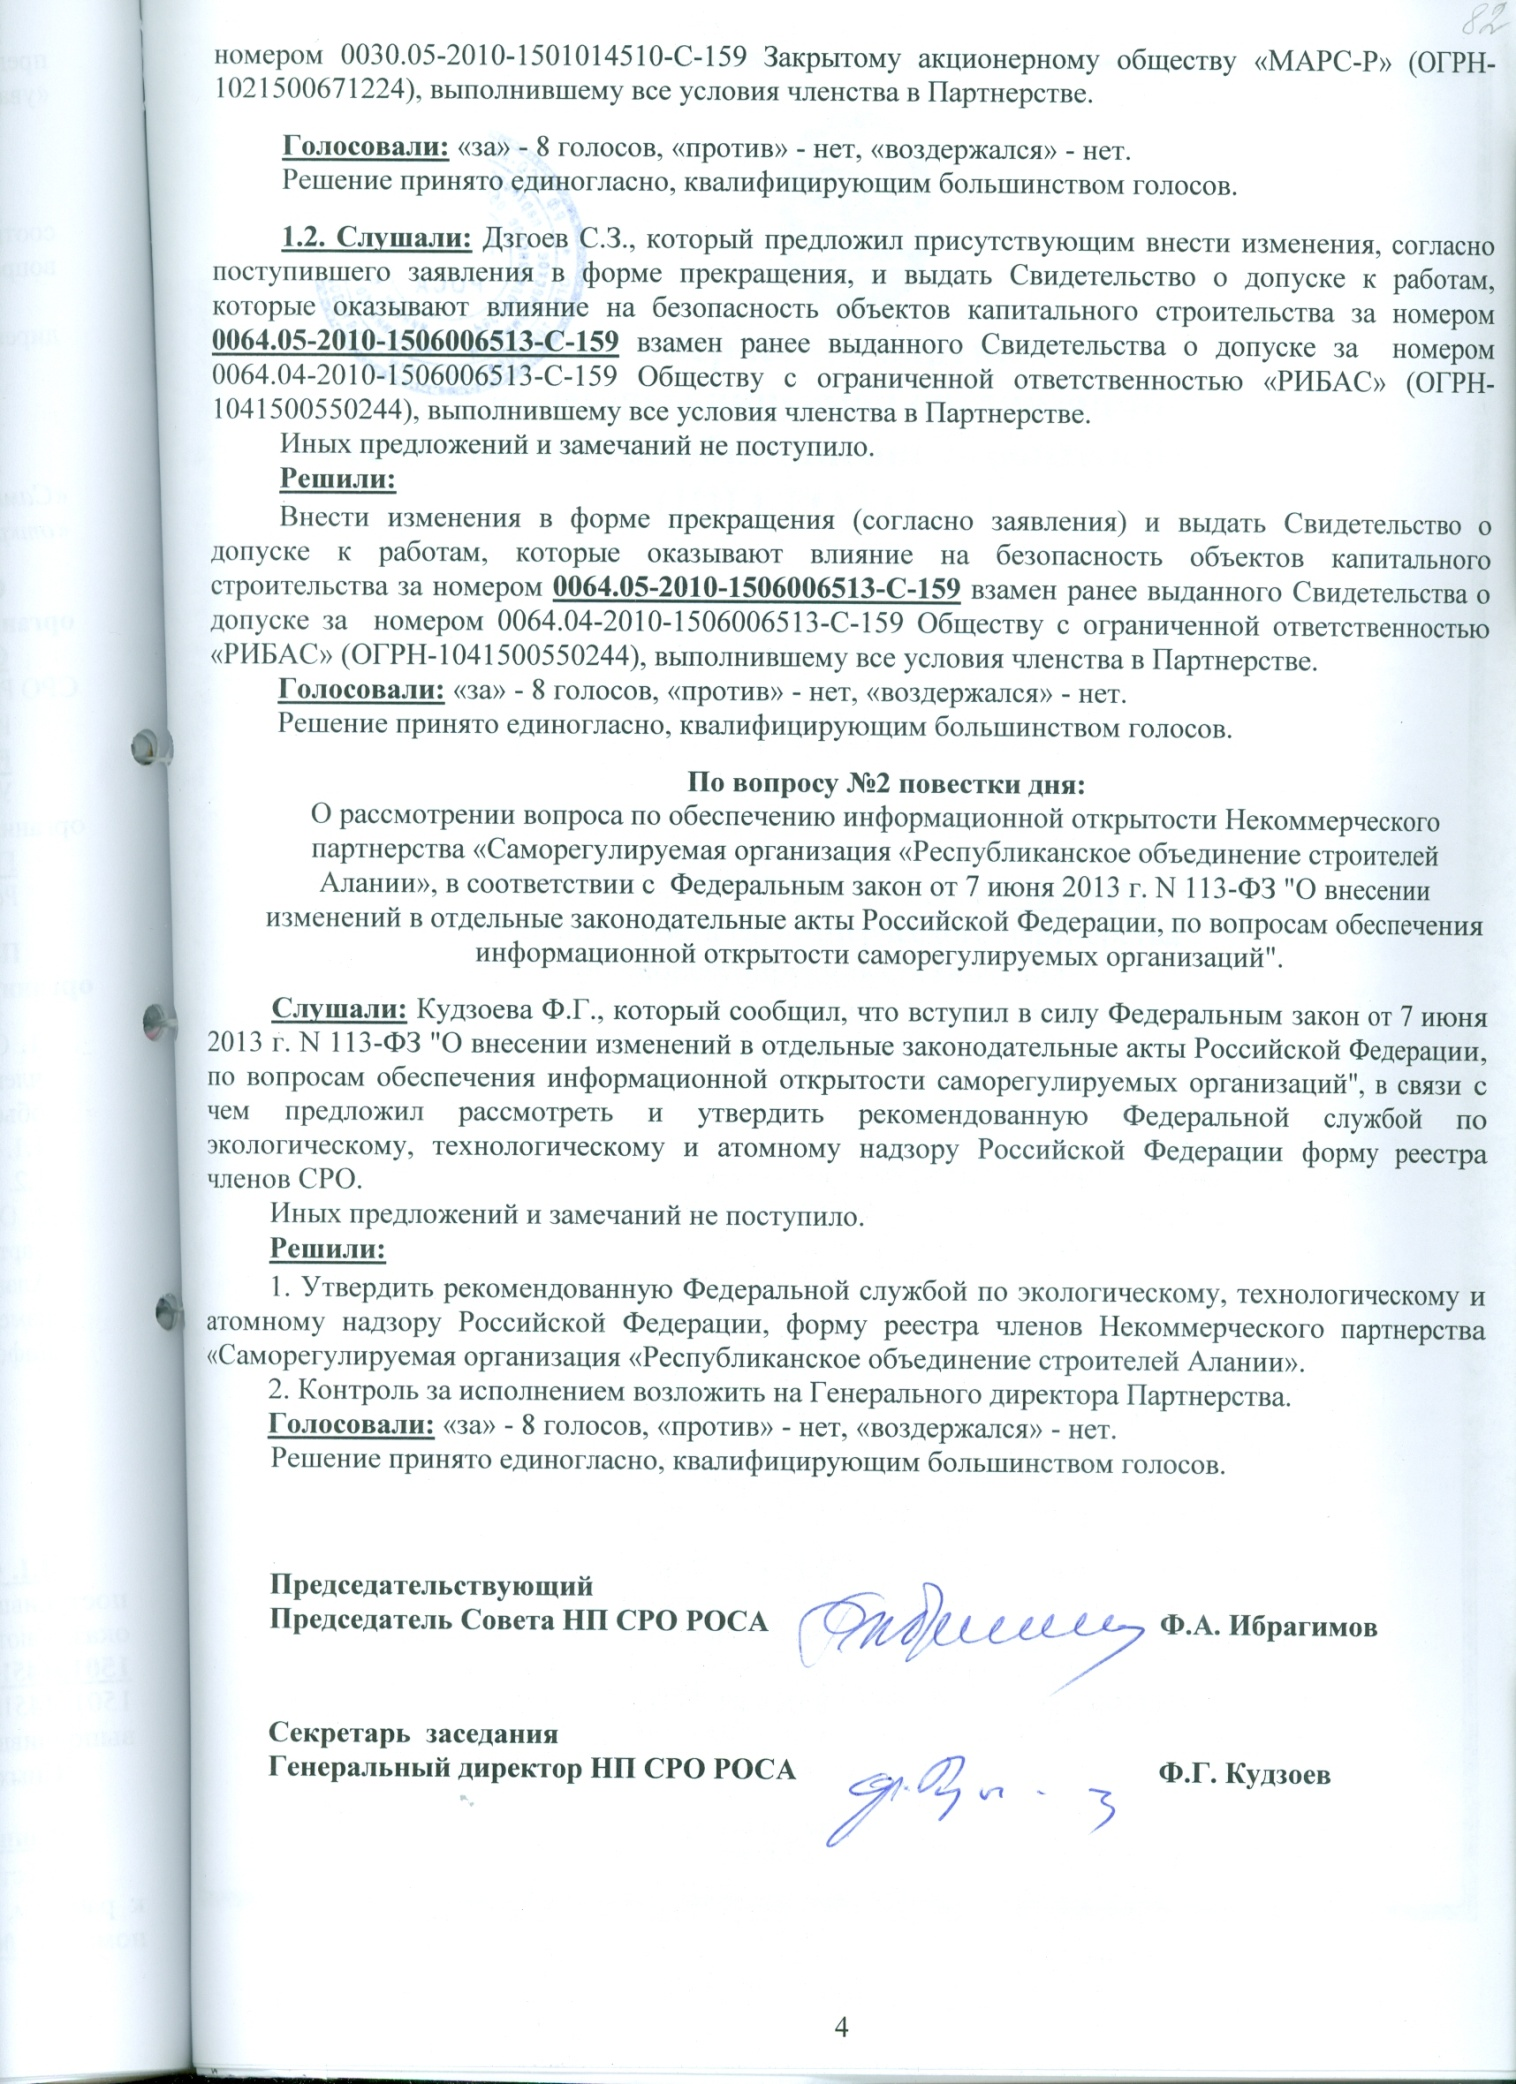 82
номером 0030.05-2010-1501014510-С-159 Закрытому акционерному обществу «МАРС-Р» (ОГРН-
1021500671224), выполнившему все условия членства в Партнерстве.
Голосовали: «за» - 8 голосов, «против» - нет, «воздержался» - нет.
Решение принято единогласно, квалифицирующим большинством голосов.
1.2. Слушали: Дзгоев С.З., который предложил присутствующим внести изменения, согласно
поступившего заявления в форме прекращения, и выдать Свидетельство о допуске к работам,
которые оказывают влияние на безопасность объектов капитального строительства за номером
0064.05-2010-1506006513-С-159 взамен ранее выданного Свидетельства о допуске за номером
0064.04-2010-1506006513-С-159 Обществу с ограниченной ответственностью «РИБАС» (ОГРН-
1041500550244), выполнившему все условия членства в Партнерстве.
Иных предложений и замечаний не поступило.
Решили:
Внести изменения в форме прекращения (согласно заявления) и выдать Свидетельство о
допуске к работам, которые оказывают влияние на безопасность объектов капитального
строительства за номером 0064.05-2010-1506006513-С-159 взамен ранее выданного Свидетельства о
допуске за номером 0064.04-2010-1506006513-С-159 Обществу с ограниченной ответственностью
«РИБАС» (ОГРН-1041500550244), выполнившему все условия членства в Партнерстве.
Голосовали: «за» - 8 голосов, «против» - нет, «воздержался» - нет.
Решение принято единогласно, квалифицирующим большинством голосов.
По вопросу №2 повестки дня:
О рассмотрении вопроса по обеспечению информационной открытости Некоммерческого
партнерства «Саморегулируемая организация «Республиканское объединение строителей
Алании», в соответствии с Федеральным закон от 7 июня 2013 г. N 113-ФЗ "О внесении
изменений в отдельные законодательные акты Российской Федерации, по вопросам обеспечения
информационной открытости саморегулируемых организаций".
Слушали: Кудзоева Ф.Г., который сообщил, что вступил в силу Федеральным закон от 7 июня
2013 г. N 113-ФЗ "О внесении изменений в отдельные законодательные акты Российской Федерации,
по вопросам обеспечения информационной открытости саморегулируемых организаций", в связи с
чем предложил рассмотреть и утвердить рекомендованную Федеральной службой по
экологическому, технологическому и атомному надзору Российской Федерации форму реестра
членов СРО.
Иных предложений и замечаний не поступило.
Решили:
1. Утвердить рекомендованную Федеральной службой по экологическому, технологическому и
атомному надзору Российской Федерации, форму реестра членов Некоммерческого партнерства
«Саморегулируемая организация «Республиканское объединение строителей Алании».
2. Контроль за исполнением возложить на Генерального директора Партнерства.
Голосовали: «за» - 8 голосов, «против» - нет, «воздержался» - нет.
Решение принято единогласно, квалифицирующим большинством голосов.
Председательствующий
Председатель Совета НП СРО РОСА Ф.А. Ибрагимов
Секретарь заседания
Генеральный директор НП СРО РОСА Ф.Г. Кудзоев
4